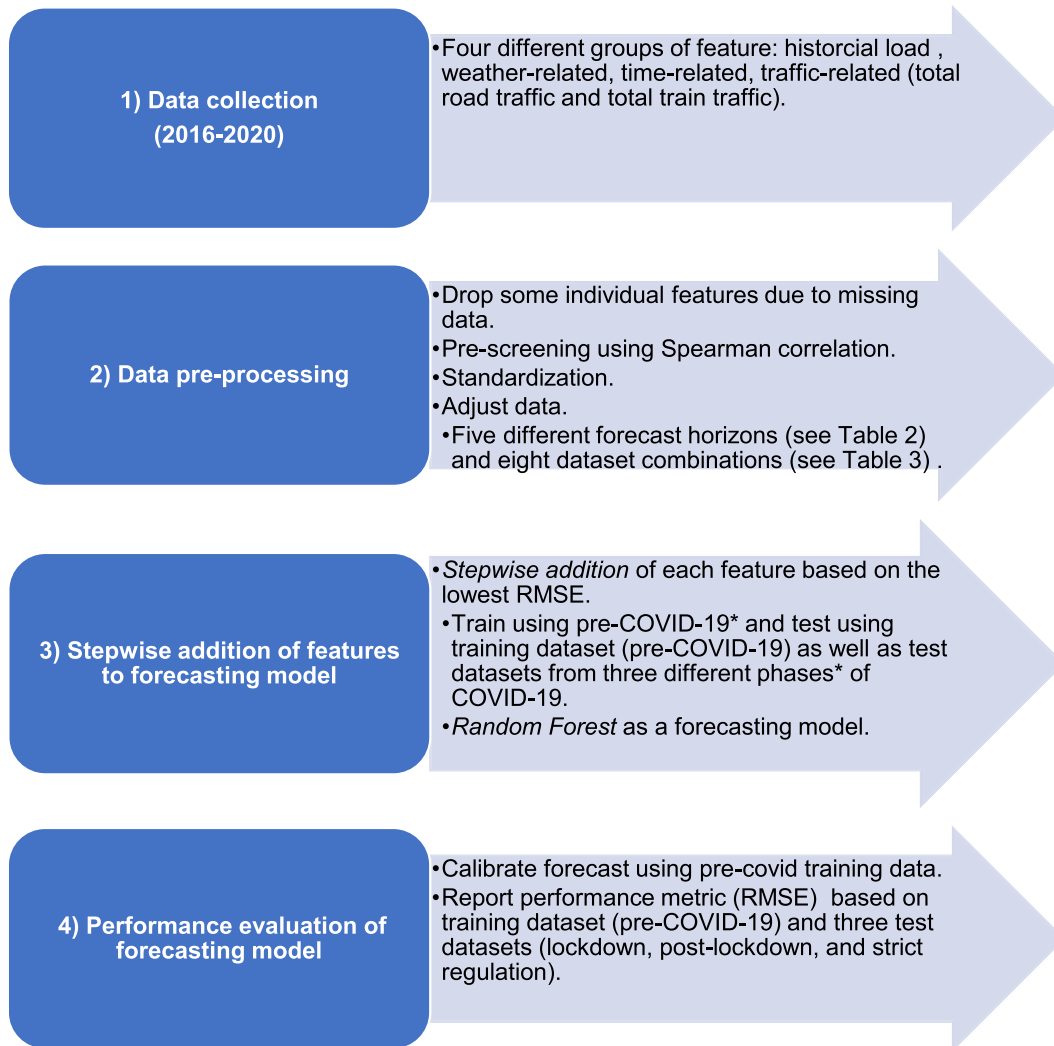 1) Data collection
(2016-2020)
•Four different groups of feature: historcial load ,
weather-related, time-related, traffic-related (total
road traffic and total train traffic).
2) Data pre-processing
•Drop some individual features due to missing
data.
•Pre-screening using Spearman correlation.
•Standardization.
•Adjust data.
•Five different forecast horizons (see Table 2)
and eight dataset combinations (see Table 3) .
3) Stepwise addition of features
to forecasting model
•Stepwise addition of each feature based on the
lowest RMSE.
•Train using pre-COVID-19* and test using
training dataset (pre-COVID-19) as well as test
datasets from three different phases* of
COVID-19.
•Random Forest as a forecasting model.
4) Performance evaluation of
forecasting model
•Calibrate forecast using pre-covid training data.
•Report performance metric (RMSE) based on
training dataset (pre-COVID-19) and three test
datasets (lockdown, post-lockdown, and strict
regulation).